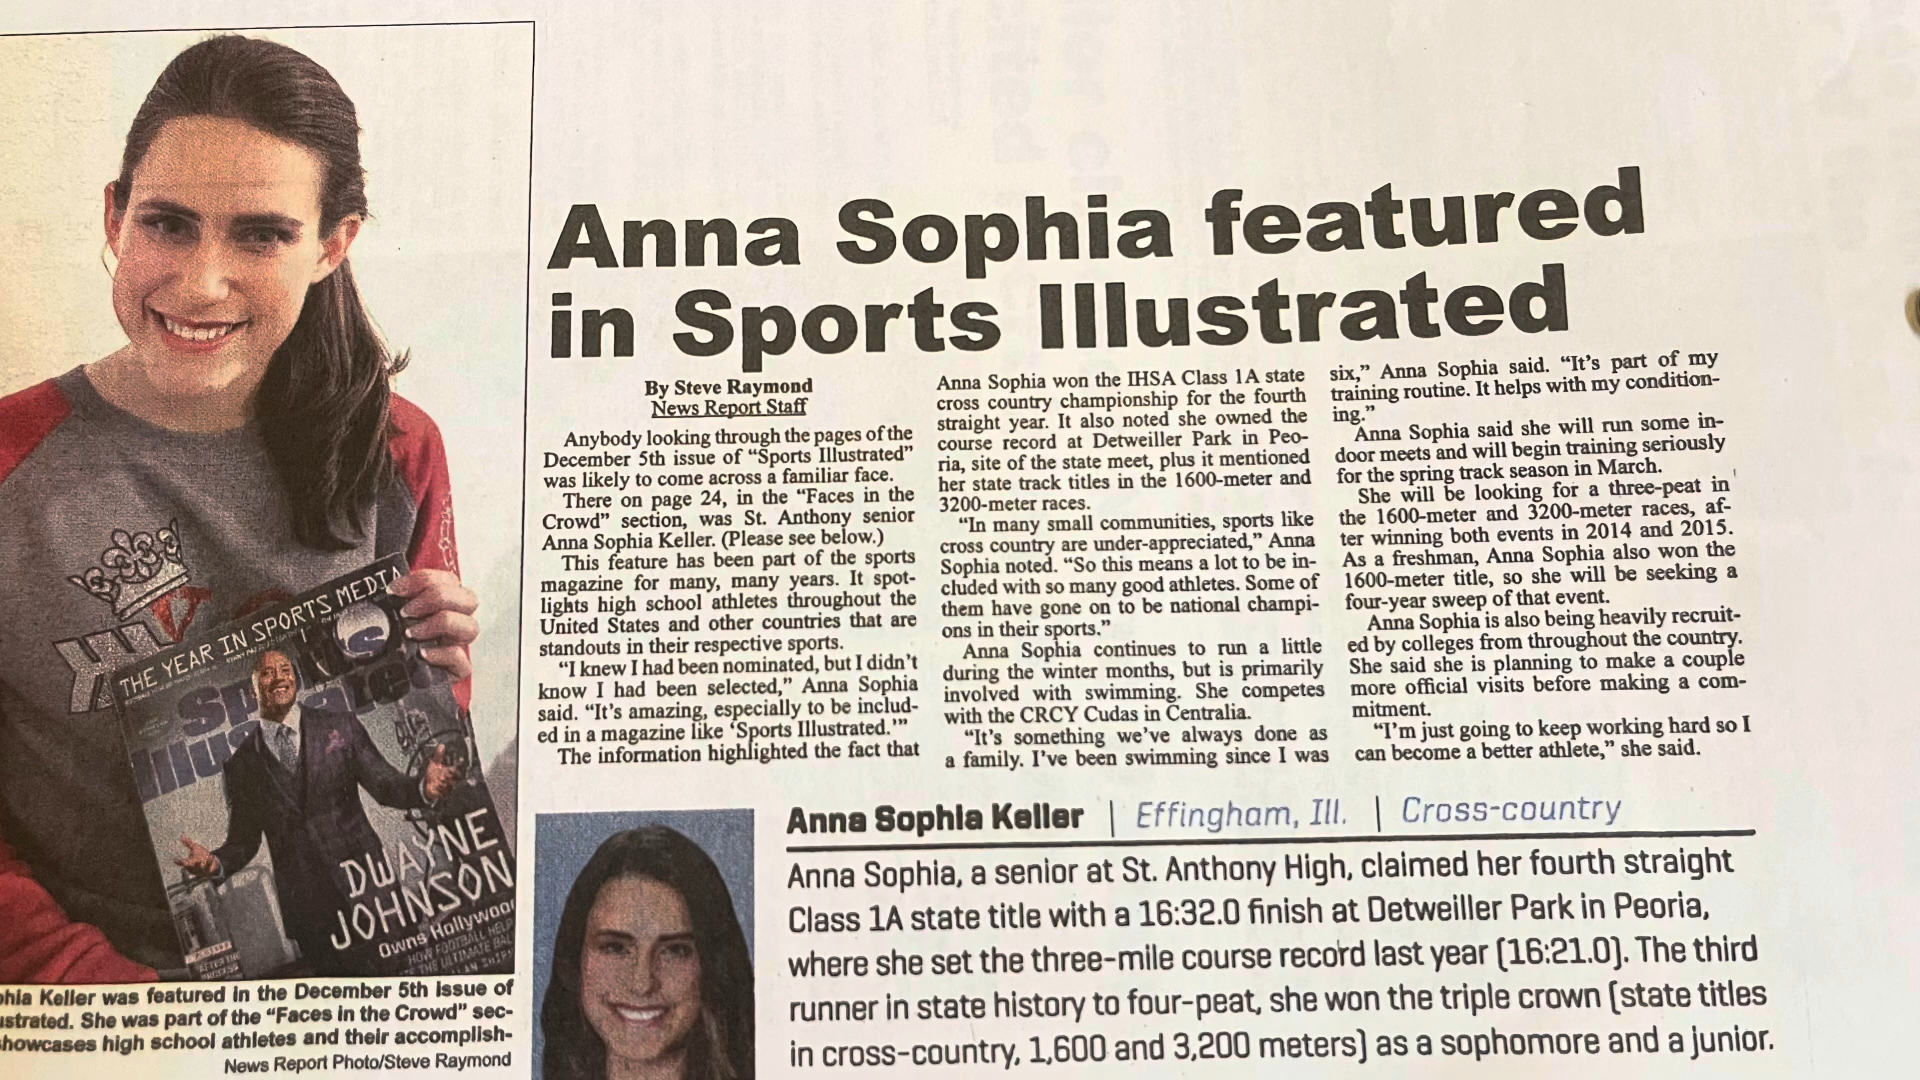 Anna Sophia featured
in Sports Illustrated
By Steve Raymond
News Report Staff
Anybody looking through the pages of the
December 5th issue of “Sports Illustrated”
was likely to come across a familiar face.
There on page 24, in the “Faces in the
Crowd” section, was St. Anthony senior
Anna Sophia Keller. (Please see below.)
This feature has been part of the sports
magazine for many, many years. It spot-
lights high school athletes throughout the
United States and other countries that are
standouts in their respective sports.
“I knew I had been nominated, but I didn’t
know I had been selected,” Anna Sophia
said. “It’s amazing, especially to be includ-
ed in a magazine like ‘Sports Illustrated.’”
The information highlighted the fact that
Anna Sophia won the IHSA Class 1A state
cross country championship for the fourth
straight year. It also noted she owned the
course record at Detweiller Park in Peo-
ria, site of the state meet, plus it mentioned
her state track titles in the 1600-meter and
3200-meter races.
“In many small communities, sports like
cross country are under-appreciated,” Anna
Sophia noted. “So this means a lot to be in-
cluded with so many good athletes. Some of
them have gone on to be national champi-
ons in their sports.”
Anna Sophia continues to run a little
during the winter months, but is primarily
involved with swimming. She competes
with the CRCY Cudas in Centralia.
“It’s something we’ve always done as
a family. I’ve been swimming since I was
six,” Anna Sophia said. “It’s part of my
training routine. It helps with my condition-
ing.”
Anna Sophia said she will run some in-
door meets and will begin training seriously
for the spring track season in March.
She will be looking for a three-peat in
the 1600-meter and 3200-meter races, af-
ter winning both events in 2014 and 2015.
As a freshman, Anna Sophia also won the
1600-meter title, so she will be seeking a
four-year sweep of that event.
Anna Sophia is also being heavily recruit-
ed by colleges from throughout the country.
She said she is planning to make a couple
more official visits before making a com-
mitment.
“I’m just going to keep working hard so I
can become a better athlete,” she said.
THE YEAR IN SPORTS MEDIA
DWAYNE
JOHNSON
Owns Hollywood
HOW FOOTBALL HELP
THE ULTIMATE
phia Keller was featured in the December 5th issue of
ustrated. She was part of the “Faces in the Crowd” sec-
howcases high school athletes and their accomplish-
News Report Photo/Steve Raymond
Anna Sophia Keller | Effingham, Ill. | Cross-country
Anna Sophia, a senior at St. Anthony High, claimed her fourth straight
Class 1A state title with a 16:32.0 finish at Detweiller Park in Peoria,
where she set the three-mile course record last year (16:21.0). The third
runner in state history to four-peat, she won the triple crown (state titles
in cross-country, 1,600 and 3,200 meters) as a sophomore and a junior.